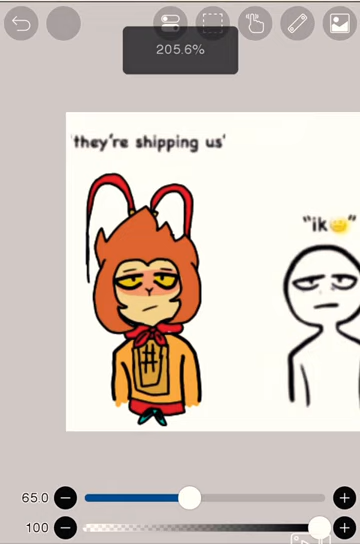 205.6%
'they're shipping us'
"ik🙂"
#
65.0
100